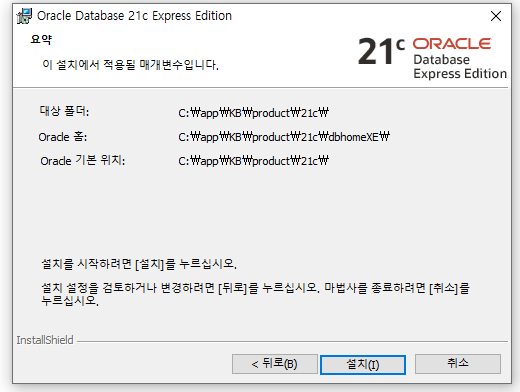 Oracle Database 21c Express Edition
요약
이 설치에서 적용될 매개변수입니다.
21c ORACLE
Database
Express Edition
대상 폴더: C:₩app₩KB₩product₩21c₩
Oracle 홈: C:₩app₩KB₩product₩21c₩dbhomeXE₩
Oracle 기본 위치: C:₩app₩KB₩product₩21c₩
설치를 시작하려면 [설치]를 누르십시오.
설치 설정을 검토하거나 변경하려면 [뒤로]를 누르십시오. 마법사를 종료하려면 [취소]를
누르십시오.
InstallShield
< 뒤로(B) 설치(I) 취소